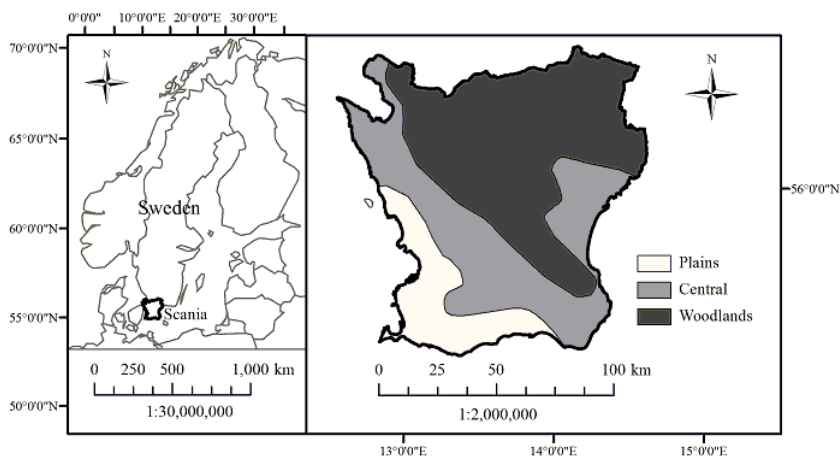 0°0'0" 10°0'0"E 20°0'0"E 30°0'0"E
70°0'0"N
65°0'0"N
60°0'0"N
55°0'0"N
50°0'0"N
N
Sweden
Scania
0 250 500 1,000 km
1:30,000,000
N
56°0'0"N
Plains
Central
Woodlands
0 25 50 100 km
1:2,000,000
13°0'0"E 14°0'0"E 15°0'0"E